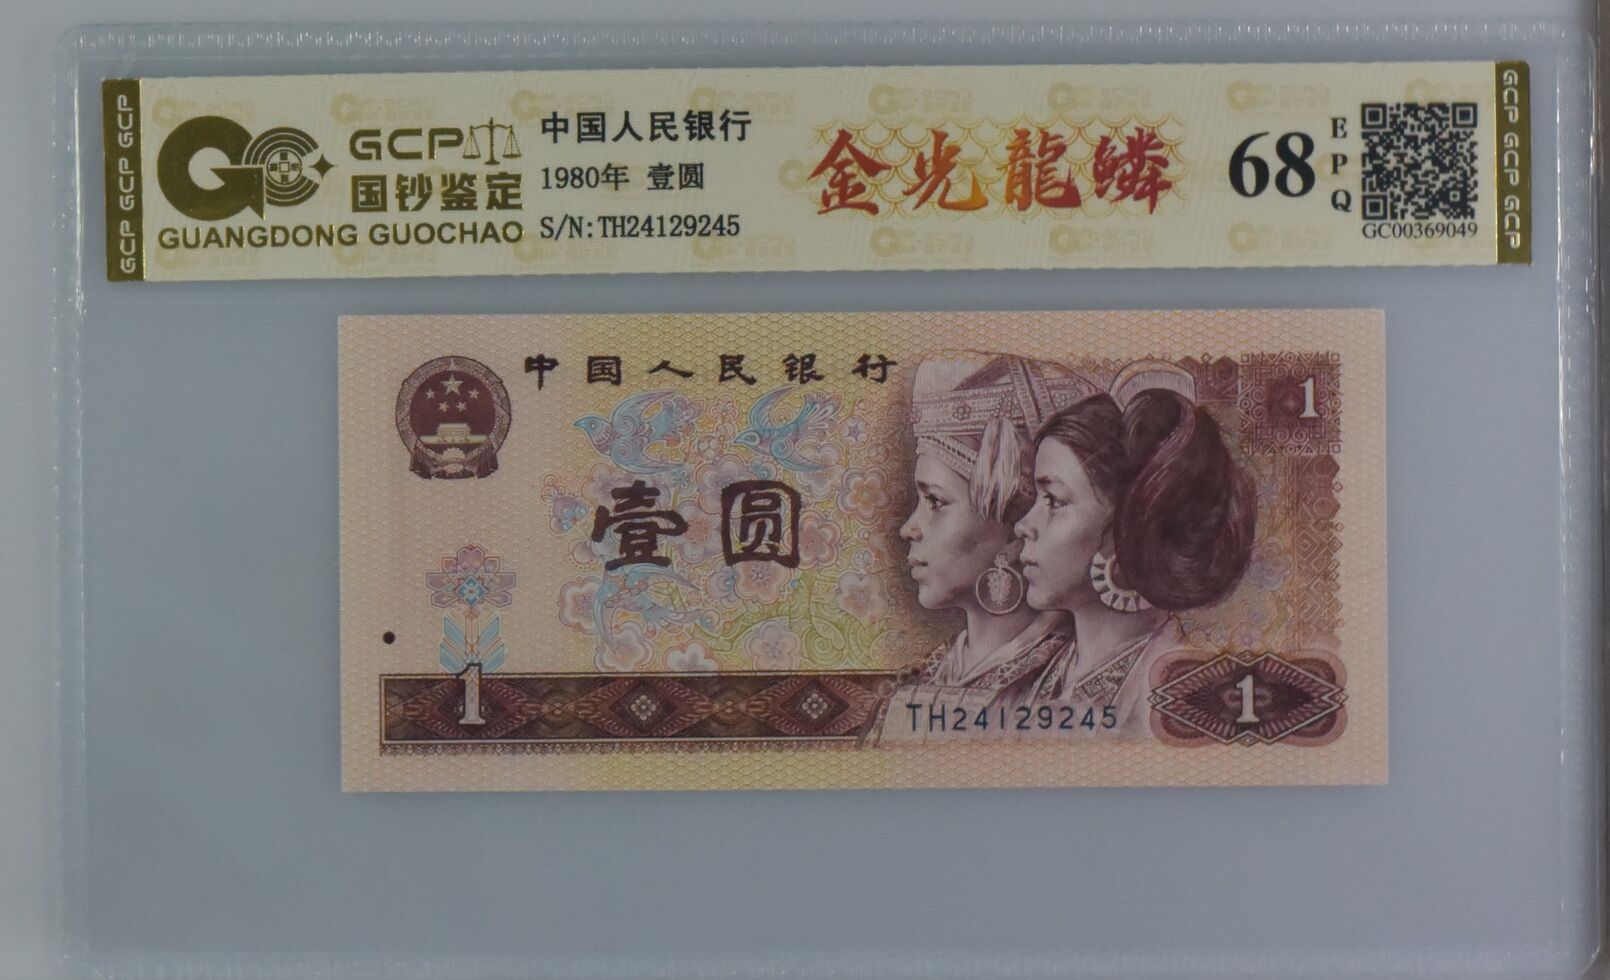 GCP GCP GCP
GCP
国钞鉴定
GUANGDONG GUOCHAO
中国人民银行
1980年 壹圆
S/N:TH24129245
金光龍鱗
68
EPQ
GC00369049
GCP GCP GCP
中国人民银行
1
壹圆
1
TH24129245
1